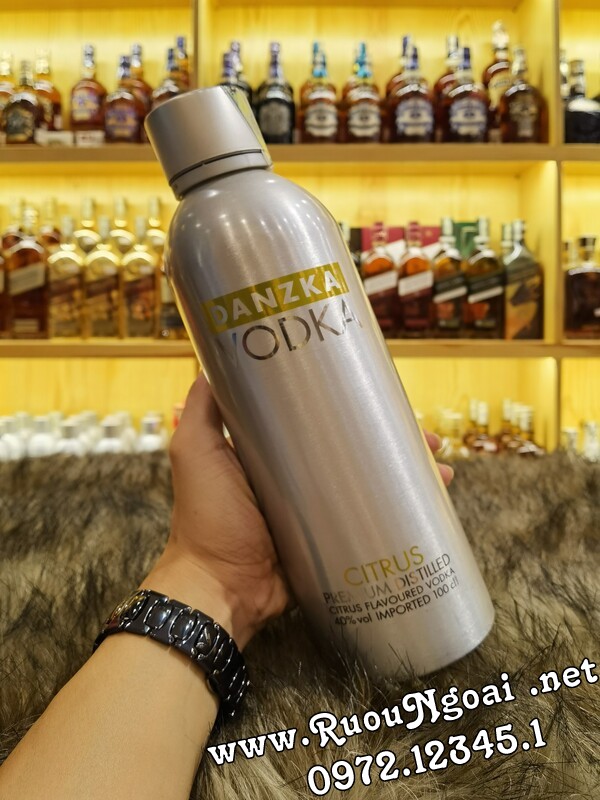 DANZKA
VODKA
CITRUS
PREMIUM DISTILLED
CITRUS FLAVOURED VODKA
40% vol IMPORTED 100 cl
www.RuouNgoai .net
0972.12345.1